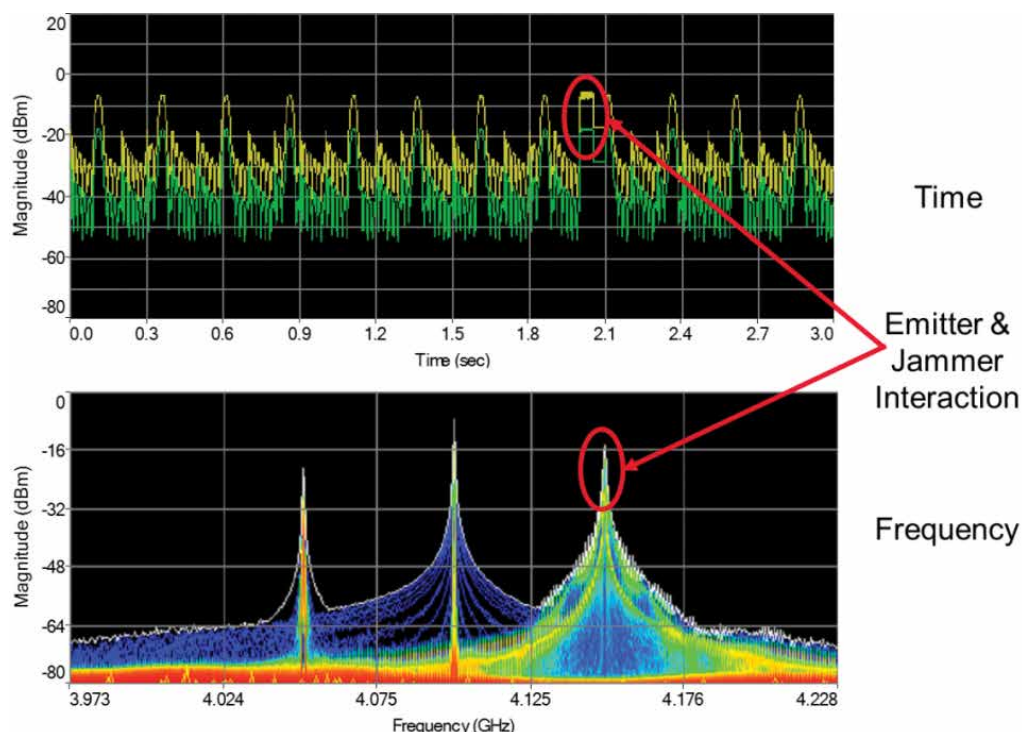 20
0
-20
-40
-60
-80
Magnitude (dBm)
0.0 0.3 0.6 0.9 1.2 1.5 1.8 2.1 2.4 2.7 3.0
Time (sec)
Time
Emitter &
Jammer
Interaction
0
-16
-32
-48
-64
-80
Magnitude (dBm)
3.973 4.024 4.075 4.125 4.176 4.228
Frequency (GHz)
Frequency